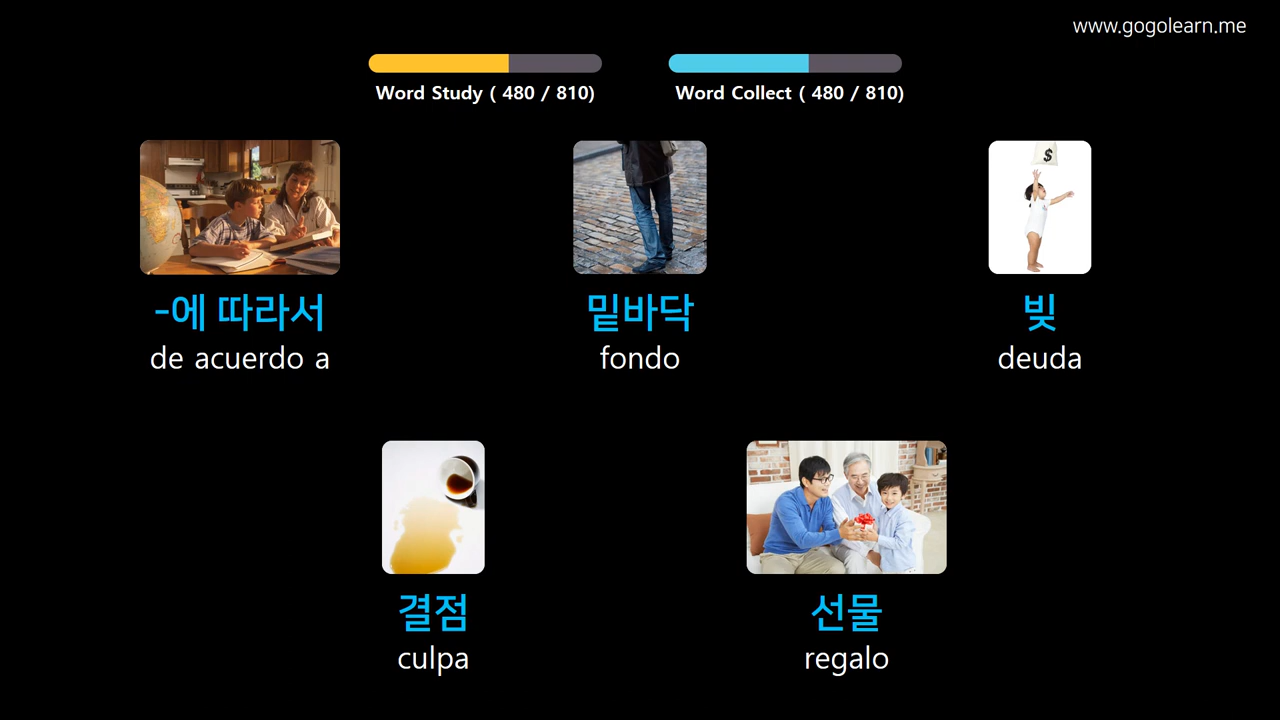 www.gogolearn.me
Word Study ( 480 / 810)
Word Collect ( 480 / 810)
-에 따라서
de acuerdo a
밑바닥
fondo
$
빚
deuda
결점
culpa
선물
regalo